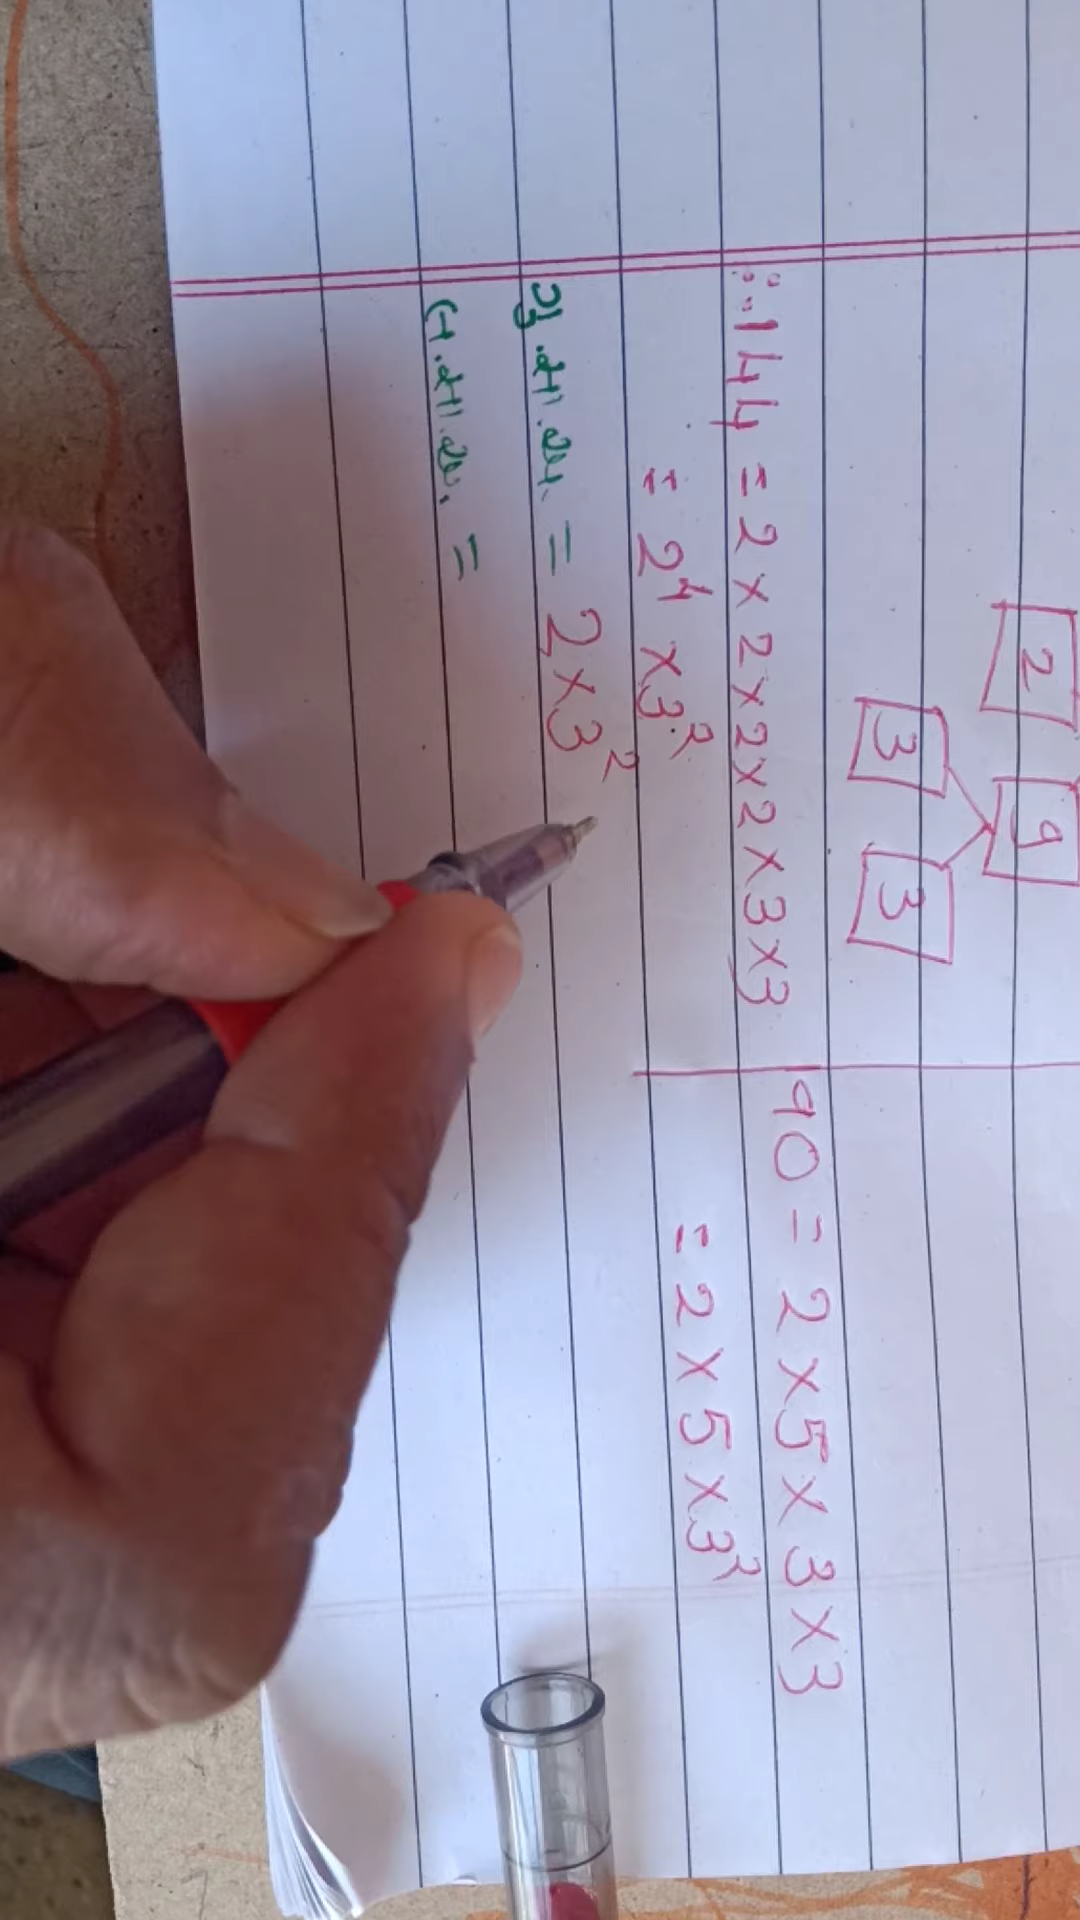 2 9
3 3
∴ 144 = 2 × 2 × 2 × 2 × 3 × 3
= 2⁴ × 3²
90 = 2 × 5 × 3 × 3
= 2 × 5 × 3²
ગુ.સા.અ. = 2 × 3²
લ.સા.અ. =